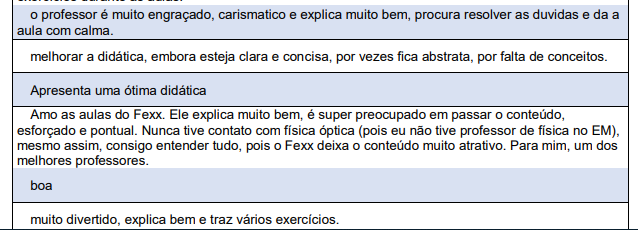 o professor é muito engraçado, carismatico e explica muito bem, procura resolver as duvidas e da a
aula com calma.
melhorar a didática, embora esteja clara e concisa, por vezes fica abstrata, por falta de conceitos.
Apresenta uma ótima didática
Amo as aulas do Fexx. Ele explica muito bem, é super preocupado em passar o conteúdo,
esforçado e pontual. Nunca tive contato com física óptica (pois eu não tive professor de física no EM),
mesmo assim, consigo entender tudo, pois o Fexx deixa o conteúdo muito atrativo. Para mim, um dos
melhores professores.
boa
muito divertido, explica bem e traz vários exercícios.